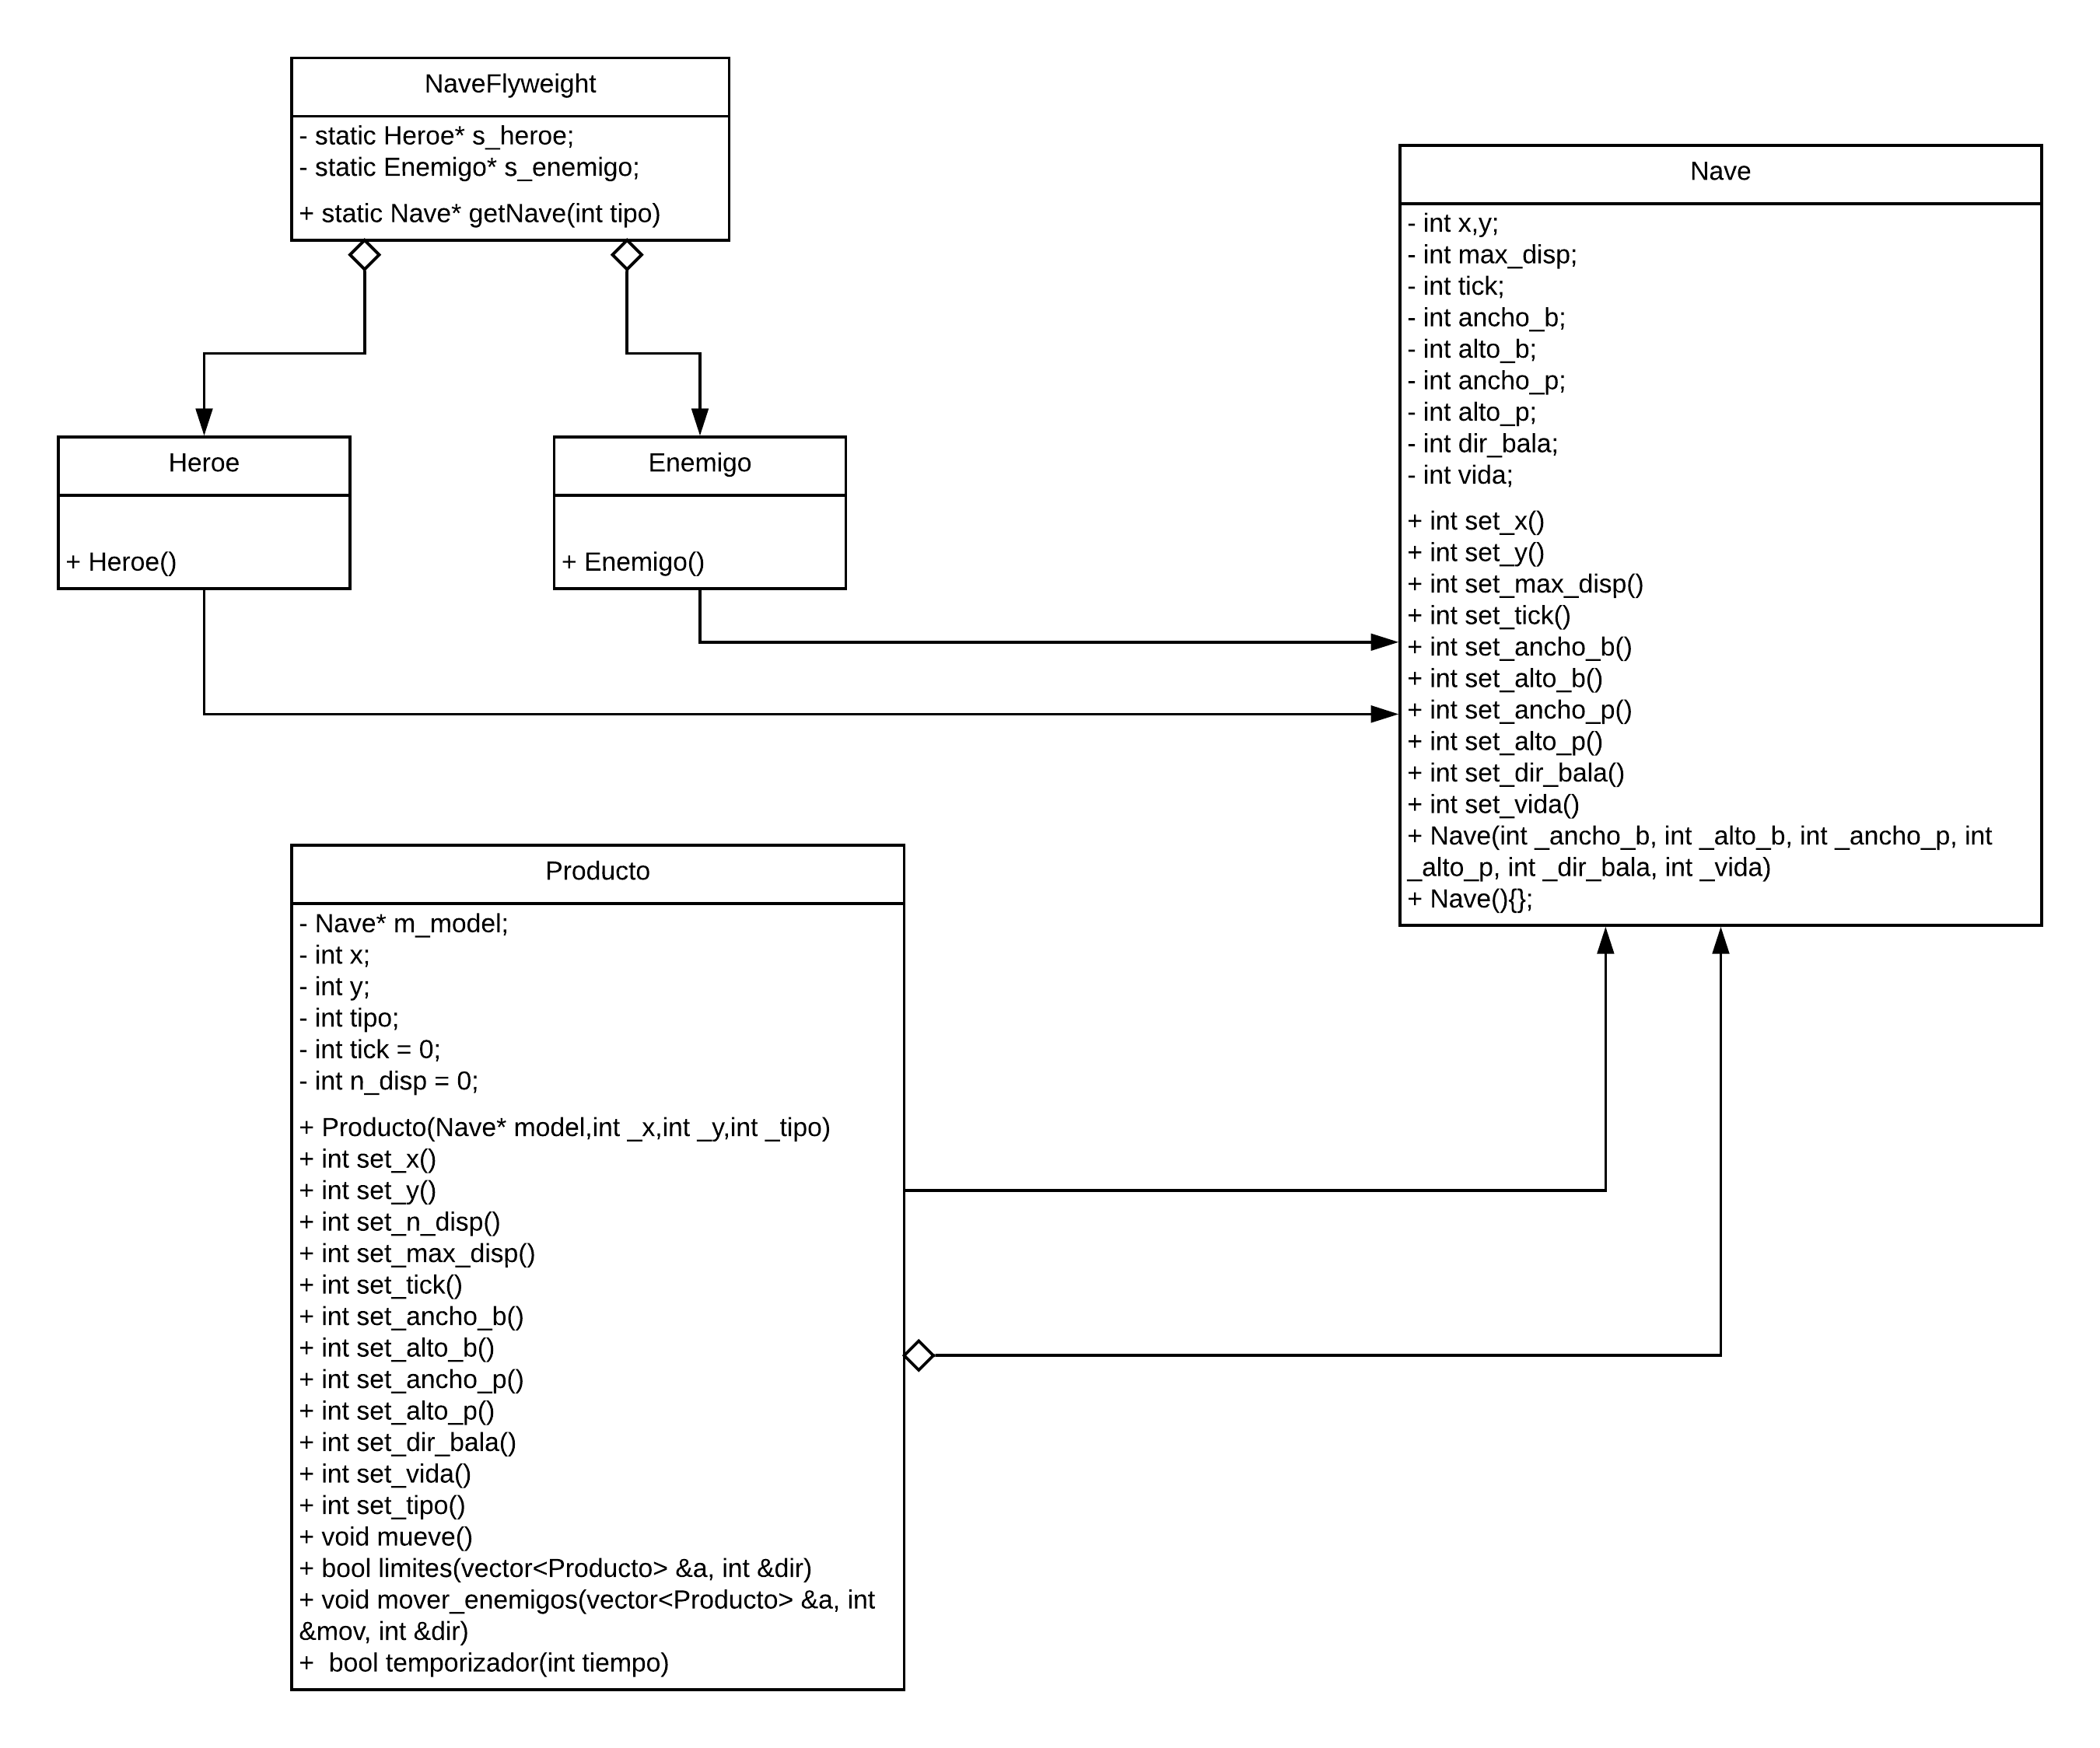 NaveFlyweight
- static Heroe* s_heroe;
- static Enemigo* s_enemigo;
+ static Nave* getNave(int tipo)
Heroe
+ Heroe()
Enemigo
+ Enemigo()
Nave
- int x,y;
- int max_disp;
- int tick;
- int ancho_b;
- int alto_b;
- int ancho_p;
- int alto_p;
- int dir_bala;
- int vida;
+ int set_x()
+ int set_y()
+ int set_max_disp()
+ int set_tick()
+ int set_ancho_b()
+ int set_alto_b()
+ int set_ancho_p()
+ int set_alto_p()
+ int set_dir_bala()
+ int set_vida()
+ Nave(int _ancho_b, int _alto_b, int _ancho_p, int
_alto_p, int _dir_bala, int _vida)
+ Nave(){};
Producto
- Nave* m_model;
- int x;
- int y;
- int tipo;
- int tick = 0;
- int n_disp = 0;
+ Producto(Nave* model,int _x,int _y,int _tipo)
+ int set_x()
+ int set_y()
+ int set_n_disp()
+ int set_max_disp()
+ int set_tick()
+ int set_ancho_b()
+ int set_alto_b()
+ int set_ancho_p()
+ int set_alto_p()
+ int set_dir_bala()
+ int set_vida()
+ int set_tipo()
+ void mueve()
+ bool limites(vector<Producto> &a, int &dir)
+ void mover_enemigos(vector<Producto> &a, int
&mov, int &dir)
+  bool temporizador(int tiempo)